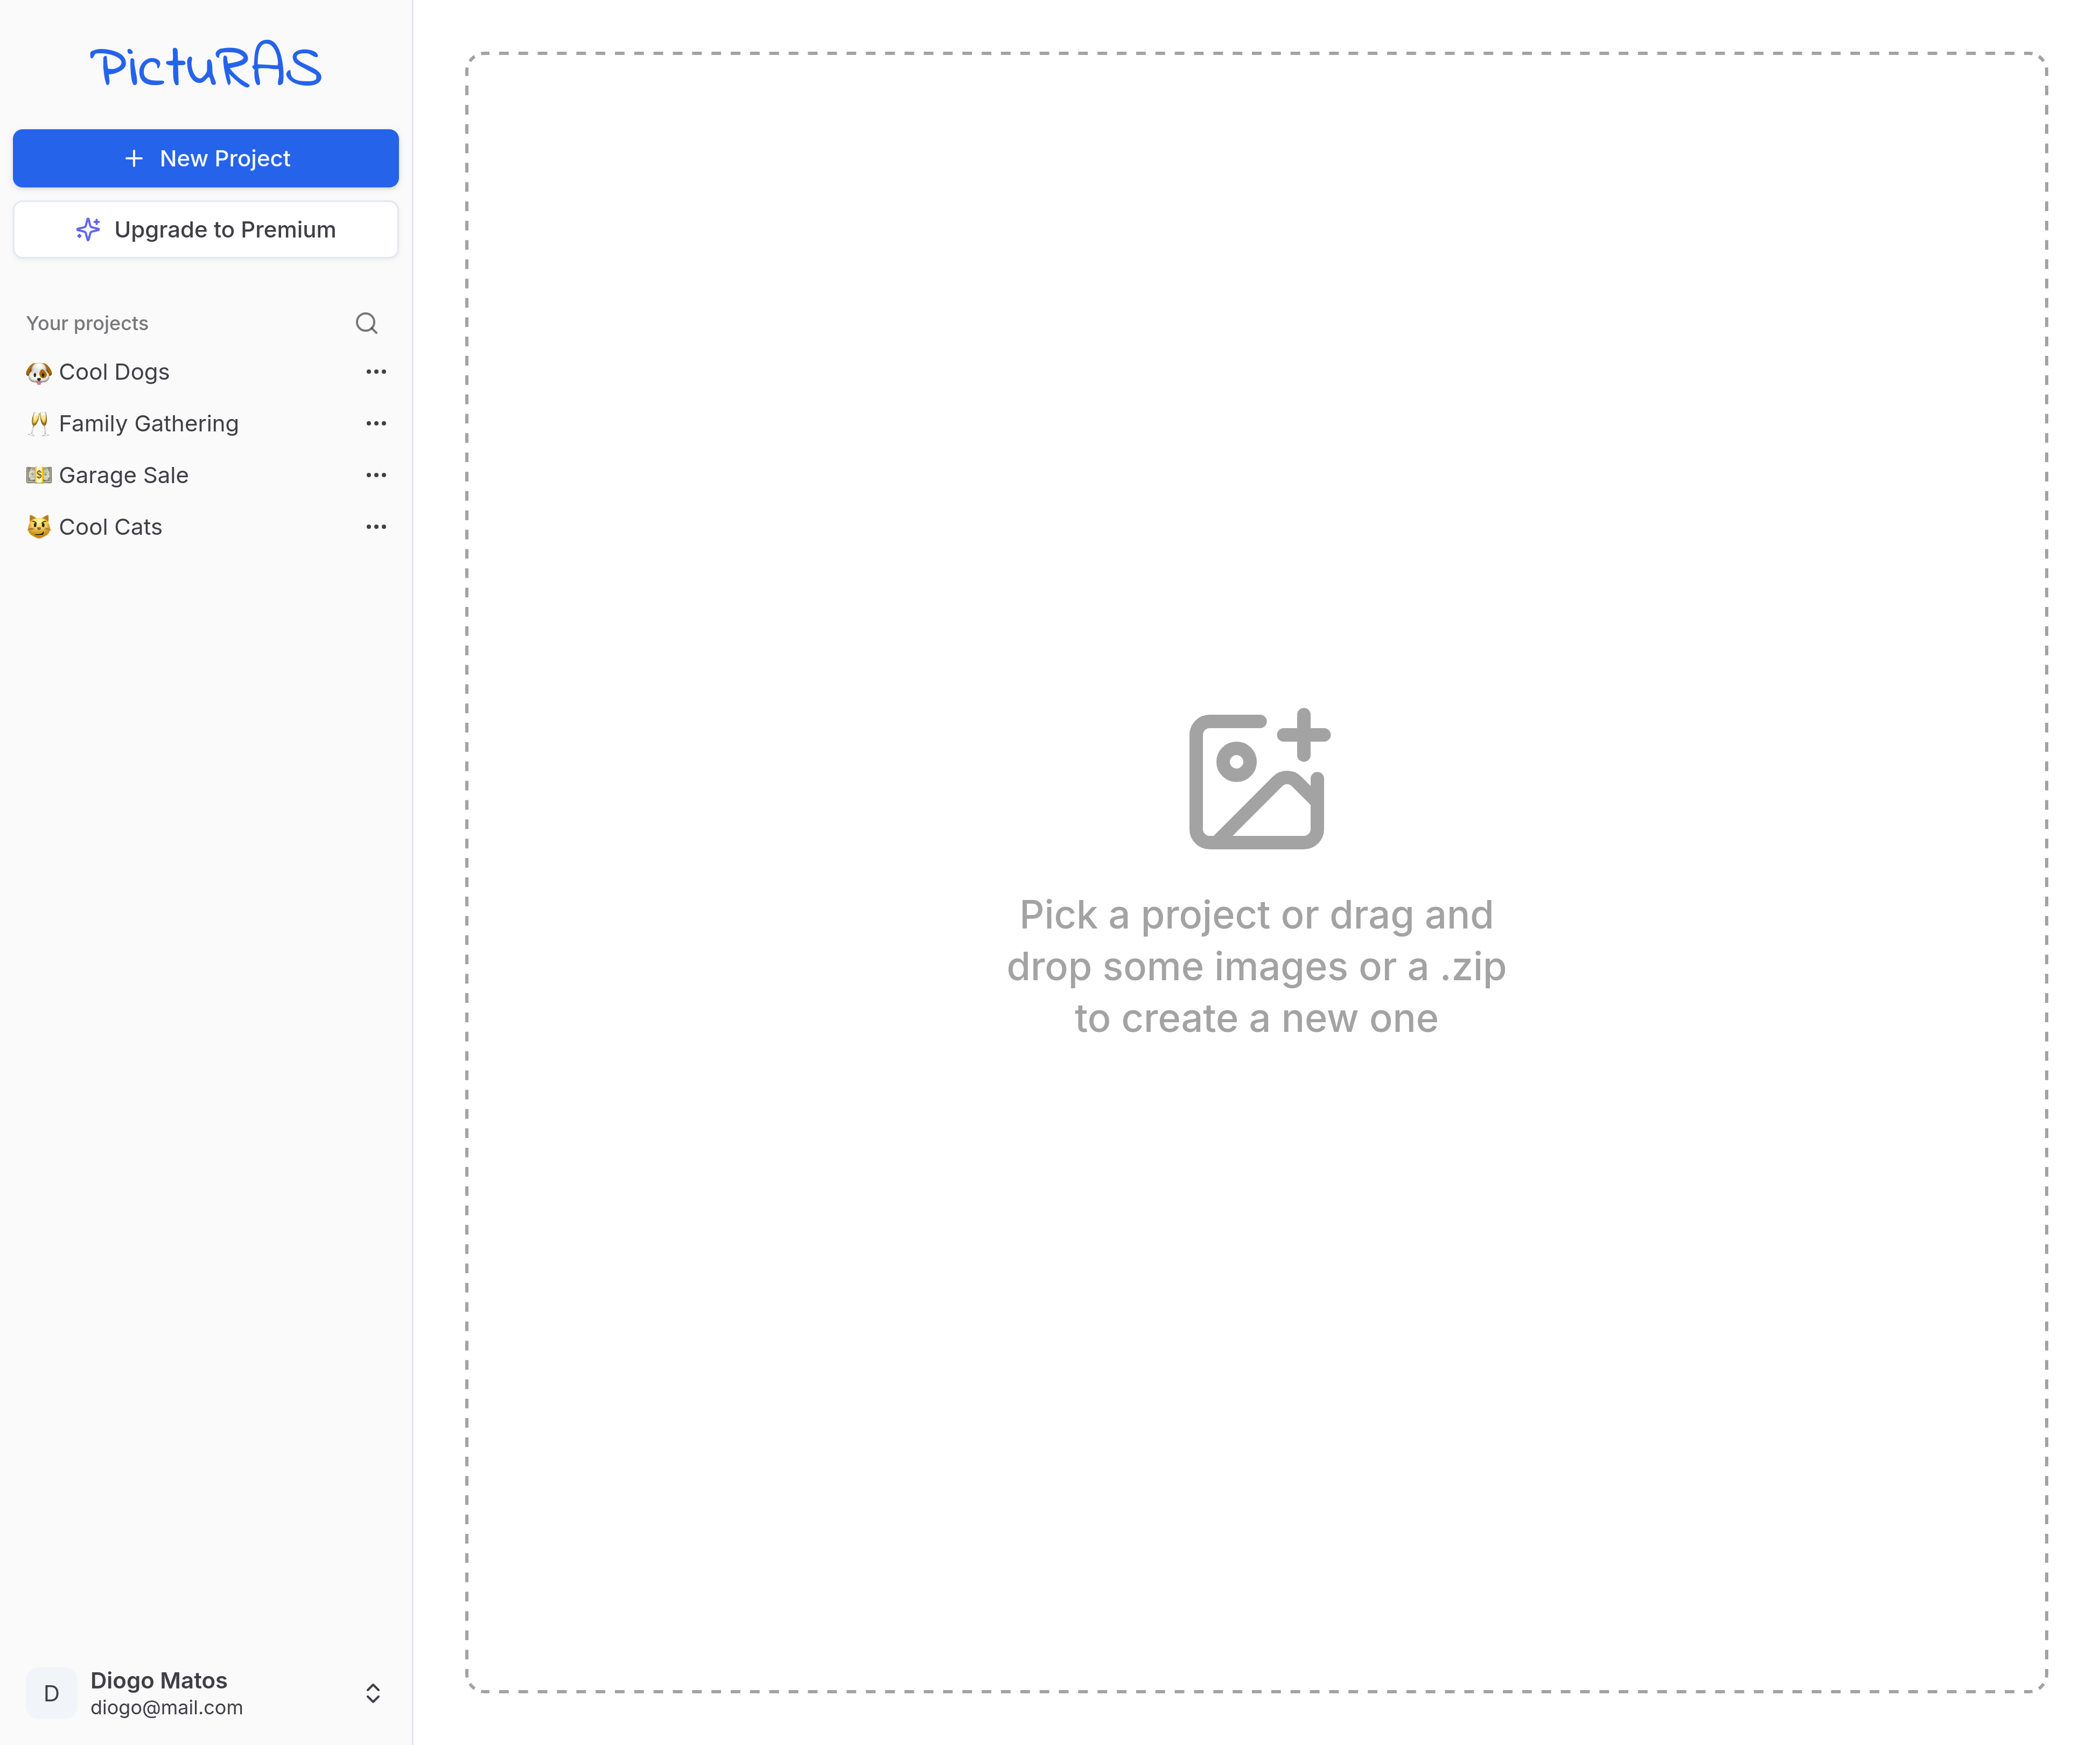 PictuRAS
New Project
Upgrade to Premium
Your projects
🐶 Cool Dogs
🥂 Family Gathering
💵 Garage Sale
😼 Cool Cats
Pick a project or drag and
drop some images or a .zip
to create a new one
D
Diogo Matos
diogo@mail.com